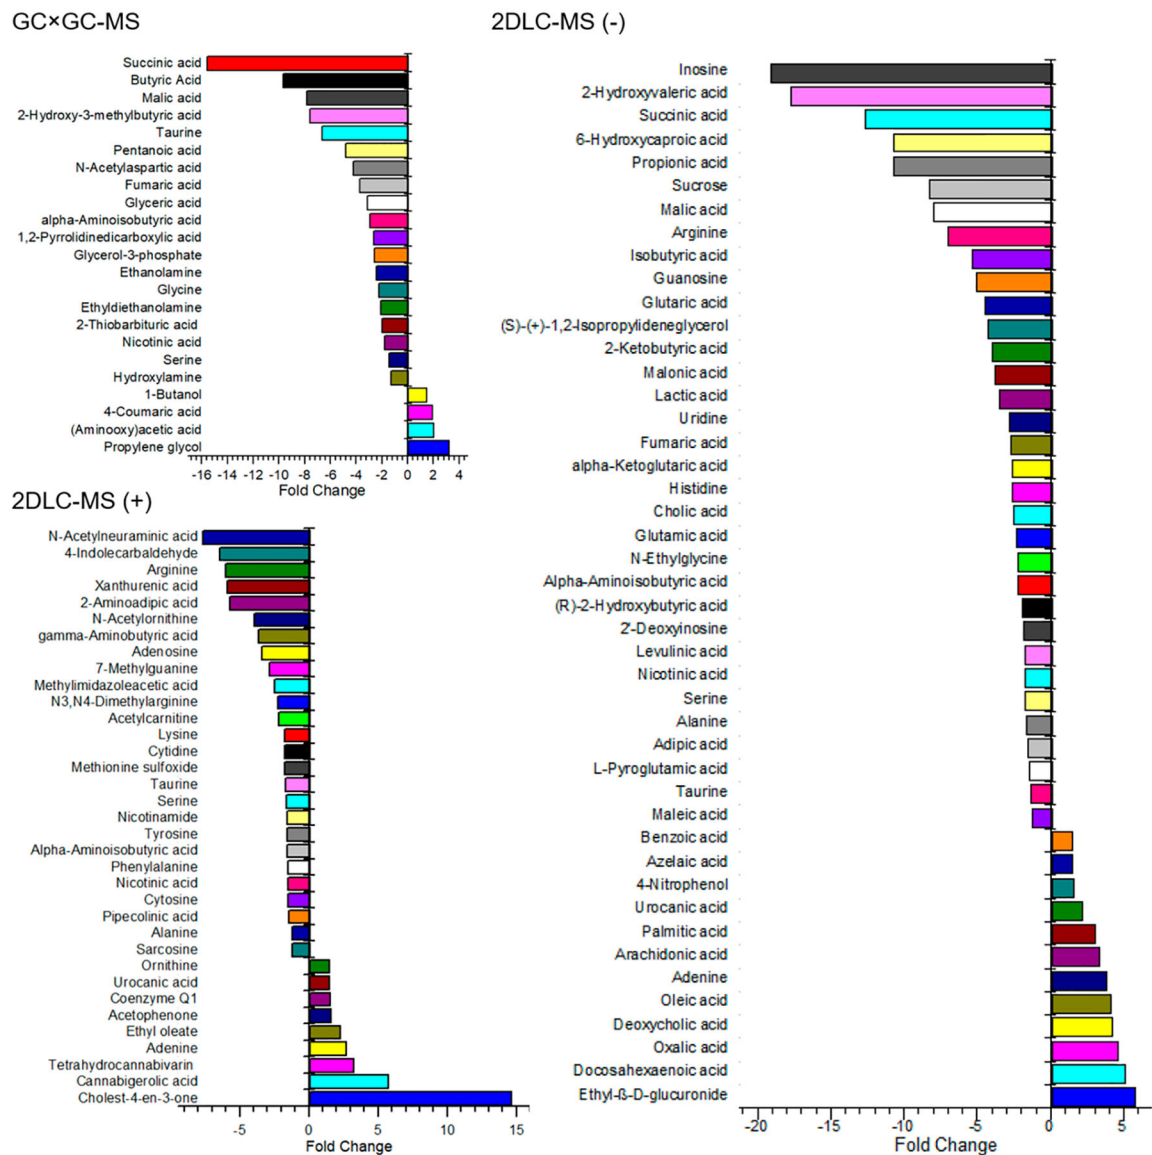 GC×GC-MS
Succinic acid
Butyric Acid
Malic acid
2-Hydroxy-3-methylbutyric acid
Taurine
Pentanoic acid
N-Acetylaspartic acid
Fumaric acid
Glyceric acid
alpha-Aminoisobutyric acid
1,2-Pyrrolidinedicarboxylic acid
Glycerol-3-phosphate
Ethanolamine
Glycine
Ethyldiethanolamine
2-Thiobarbituric acid
Nicotinic acid
Serine
Hydroxylamine
1-Butanol
4-Coumaric acid
(Aminooxy)acetic acid
Propylene glycol
-16 -14 -12 -10 -8 -6 -4 -2 0 2 4
Fold Change
2DLC-MS (+)
N-Acetylneuraminic acid
4-Indolecarbaldehyde
Arginine
Xanthurenic acid
2-Aminoadipic acid
N-Acetylornithine
gamma-Aminobutyric acid
Adenosine
7-Methylguanine
Methylimidazoleacetic acid
N3,N4-Dimethylarginine
Acetylcarnitine
Lysine
Cytidine
Methionine sulfoxide
Taurine
Serine
Nicotinamide
Tyrosine
Alpha-Aminoisobutyric acid
Phenylalanine
Nicotinic acid
Cytosine
Pipecolinic acid
Alanine
Sarcosine
Ornithine
Urocanic acid
Coenzyme Q1
Acetophenone
Ethyl oleate
Adenine
Tetrahydrocannabivarin
Cannabigerolic acid
Cholest-4-en-3-one
-5 0 5 10 15
Fold Change
2DLC-MS (-)
Inosine
2-Hydroxyvaleric acid
Succinic acid
6-Hydroxycaproic acid
Propionic acid
Sucrose
Malic acid
Arginine
Isobutyric acid
Guanosine
Glutaric acid
(S)-(+)-1,2-Isopropylideneglycerol
2-Ketobutyric acid
Malonic acid
Lactic acid
Uridine
Fumaric acid
alpha-Ketoglutaric acid
Histidine
Cholic acid
Glutamic acid
N-Ethylglycine
Alpha-Aminoisobutyric acid
(R)-2-Hydroxybutyric acid
2'-Deoxyinosine
Levulinic acid
Nicotinic acid
Serine
Alanine
Adipic acid
L-Pyroglutamic acid
Taurine
Maleic acid
Benzoic acid
Azelaic acid
4-Nitrophenol
Urocanic acid
Palmitic acid
Arachidonic acid
Adenine
Oleic acid
Deoxycholic acid
Oxalic acid
Docosahexaenoic acid
Ethyl-ß-D-glucuronide
-20 -15 -10 -5 0 5
Fold Change